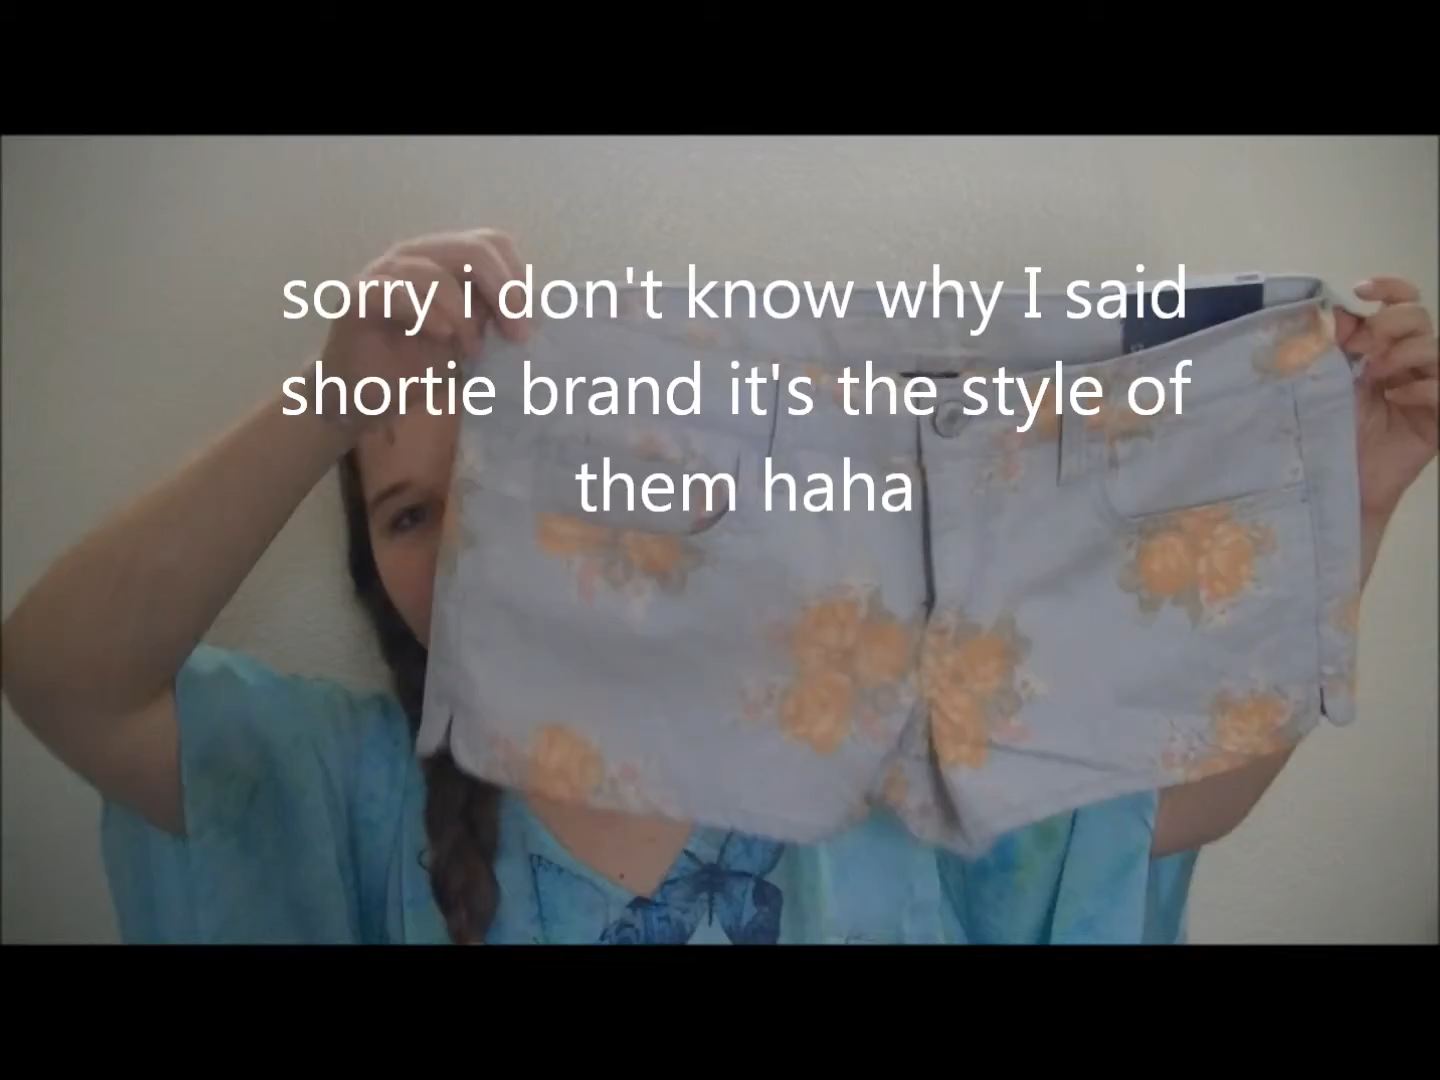 sorry i don't know why I said
shortie brand it's the style of
them haha